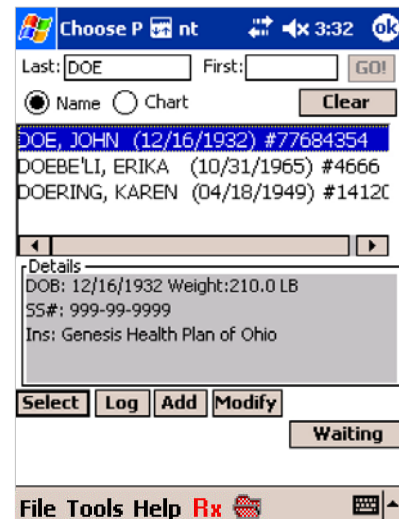 Choose P nt 3:32 ok
Last: DOE First: GO!
Name Chart Clear
DOE, JOHN (12/16/1932) #77684354
DOEBE'LI, ERIKA (10/31/1965) #4666
DOERING, KAREN (04/18/1949) #14120
Details
DOB: 12/16/1932 Weight:210.0 LB
SS#: 999-99-9999
Ins: Genesis Health Plan of Ohio
Select Log Add Modify
Waiting
File Tools Help Rx